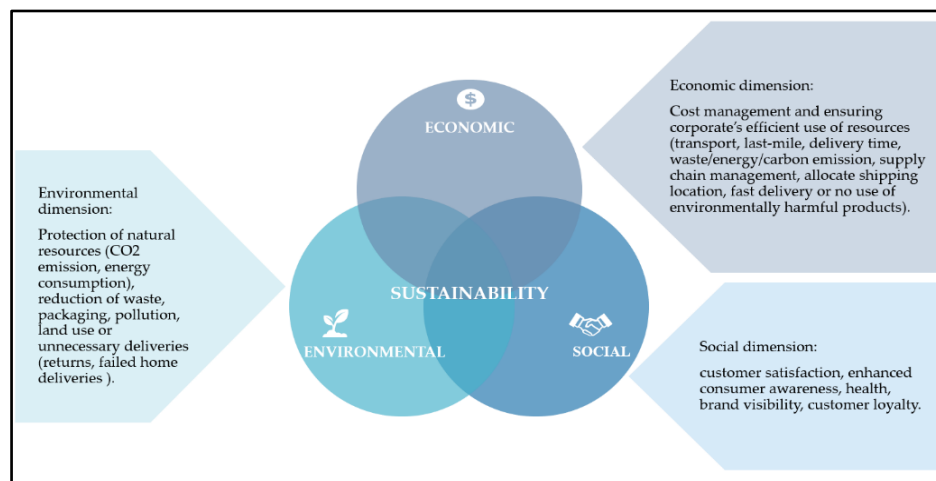 $
ECONOMIC
Economic dimension:
Cost management and ensuring
corporate's efficient use of resources
(transport, last-mile, delivery time,
waste/energy/carbon emission, supply
chain management, allocate shipping
location, fast delivery or no use of
environmentally harmful products).
Environmental
dimension:
Protection of natural
resources (CO2
emission, energy
consumption),
reduction of waste,
packaging, pollution,
land use or
unnecessary deliveries
(returns, failed home
deliveries ).
SUSTAINABILITY
ENVIRONMENTAL
SOCIAL
Social dimension:
customer satisfaction, enhanced
consumer awareness, health,
brand visibility, customer loyalty.